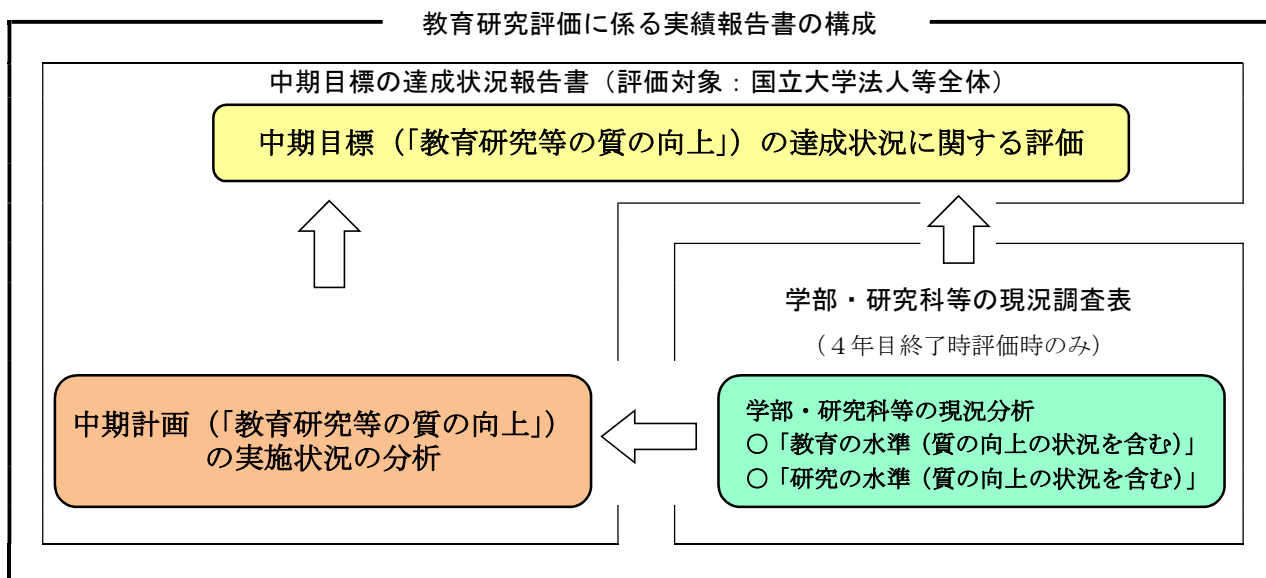 教育研究評価に係る実績報告書の構成
中期目標の達成状況報告書（評価対象：国立大学法人等全体）
中期目標（「教育研究等の質の向上」）の達成状況に関する評価
学部・研究科等の現況調査表
（４年目終了時評価時のみ）
中期計画（「教育研究等の質の向上」）
の実施状況の分析
学部・研究科等の現況分析
○「教育の水準（質の向上の状況を含む）」
○「研究の水準（質の向上の状況を含む）」